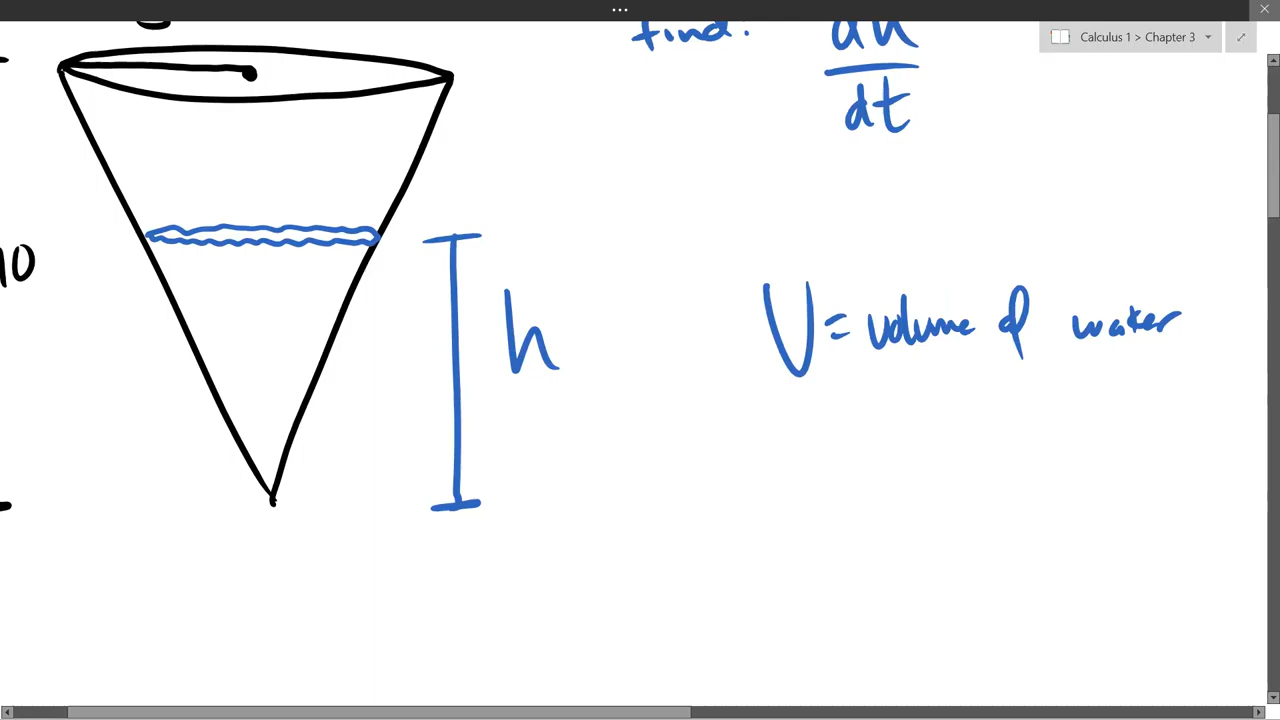 find:
dh
dt
Calculus 1 > Chapter 3
10
h
V = volume of water